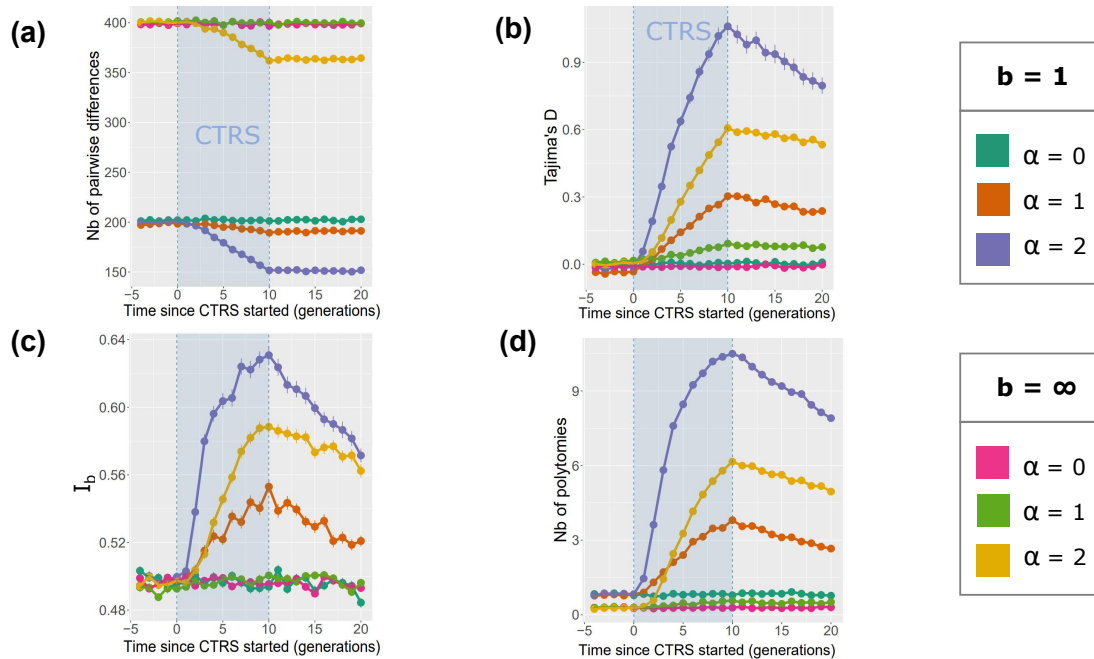 (a)
Nb of pairwise differences
400
350
300
250
200
150
CTRS
−5 0 5 10 15 20
Time since CTRS started (generations)
(b)
Tajima's D
0.9
0.6
0.3
0.0
CTRS
−5 0 5 10 15 20
Time since CTRS started (generations)
b = 1
α = 0
α = 1
α = 2
(c)
I_b
0.64
0.60
0.56
0.52
0.48
−5 0 5 10 15 20
Time since CTRS started (generations)
(d)
Nb of polytomies
9
6
3
0
−5 0 5 10 15 20
Time since CTRS started (generations)
b = ∞
α = 0
α = 1
α = 2